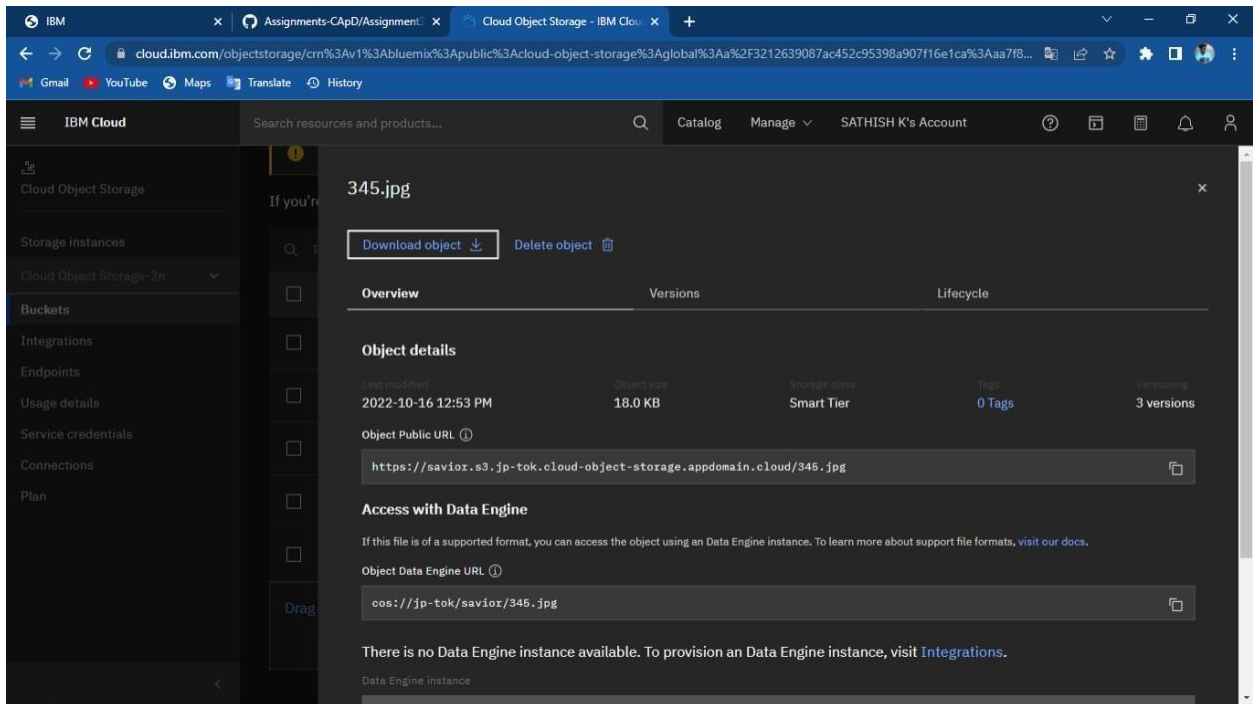 IBM
Assignments-CApD/Assignment3
Cloud Object Storage - IBM Clou
cloud.ibm.com/objectstorage/crn%3Av1%3Abluemix%3Apublic%3Acloud-object-storage%3Aglobal%3Aa%2F3212639087ac452c95398a907f16e1ca%3Aaa7f8...
Gmail YouTube Maps Translate History
IBM Cloud Search resources and products... Catalog Manage SATHISH K's Account
Cloud Object Storage
Storage instances
Cloud Object Storage-2n
Buckets
Integrations
Endpoints
Usage details
Service credentials
Connections
Plan
If you're
Drag
345.jpg
Download object Delete object
Overview Versions Lifecycle
Object details
Last modified Object size Storage class Tags Versioning
2022-10-16 12:53 PM 18.0 KB Smart Tier 0 Tags 3 versions
Object Public URL
https://savior.s3.jp-tok.cloud-object-storage.appdomain.cloud/345.jpg
Access with Data Engine
If this file is of a supported format, you can access the object using an Data Engine instance. To learn more about support file formats, visit our docs.
Object Data Engine URL
cos://jp-tok/savior/345.jpg
There is no Data Engine instance available. To provision an Data Engine instance, visit Integrations.
Data Engine instance